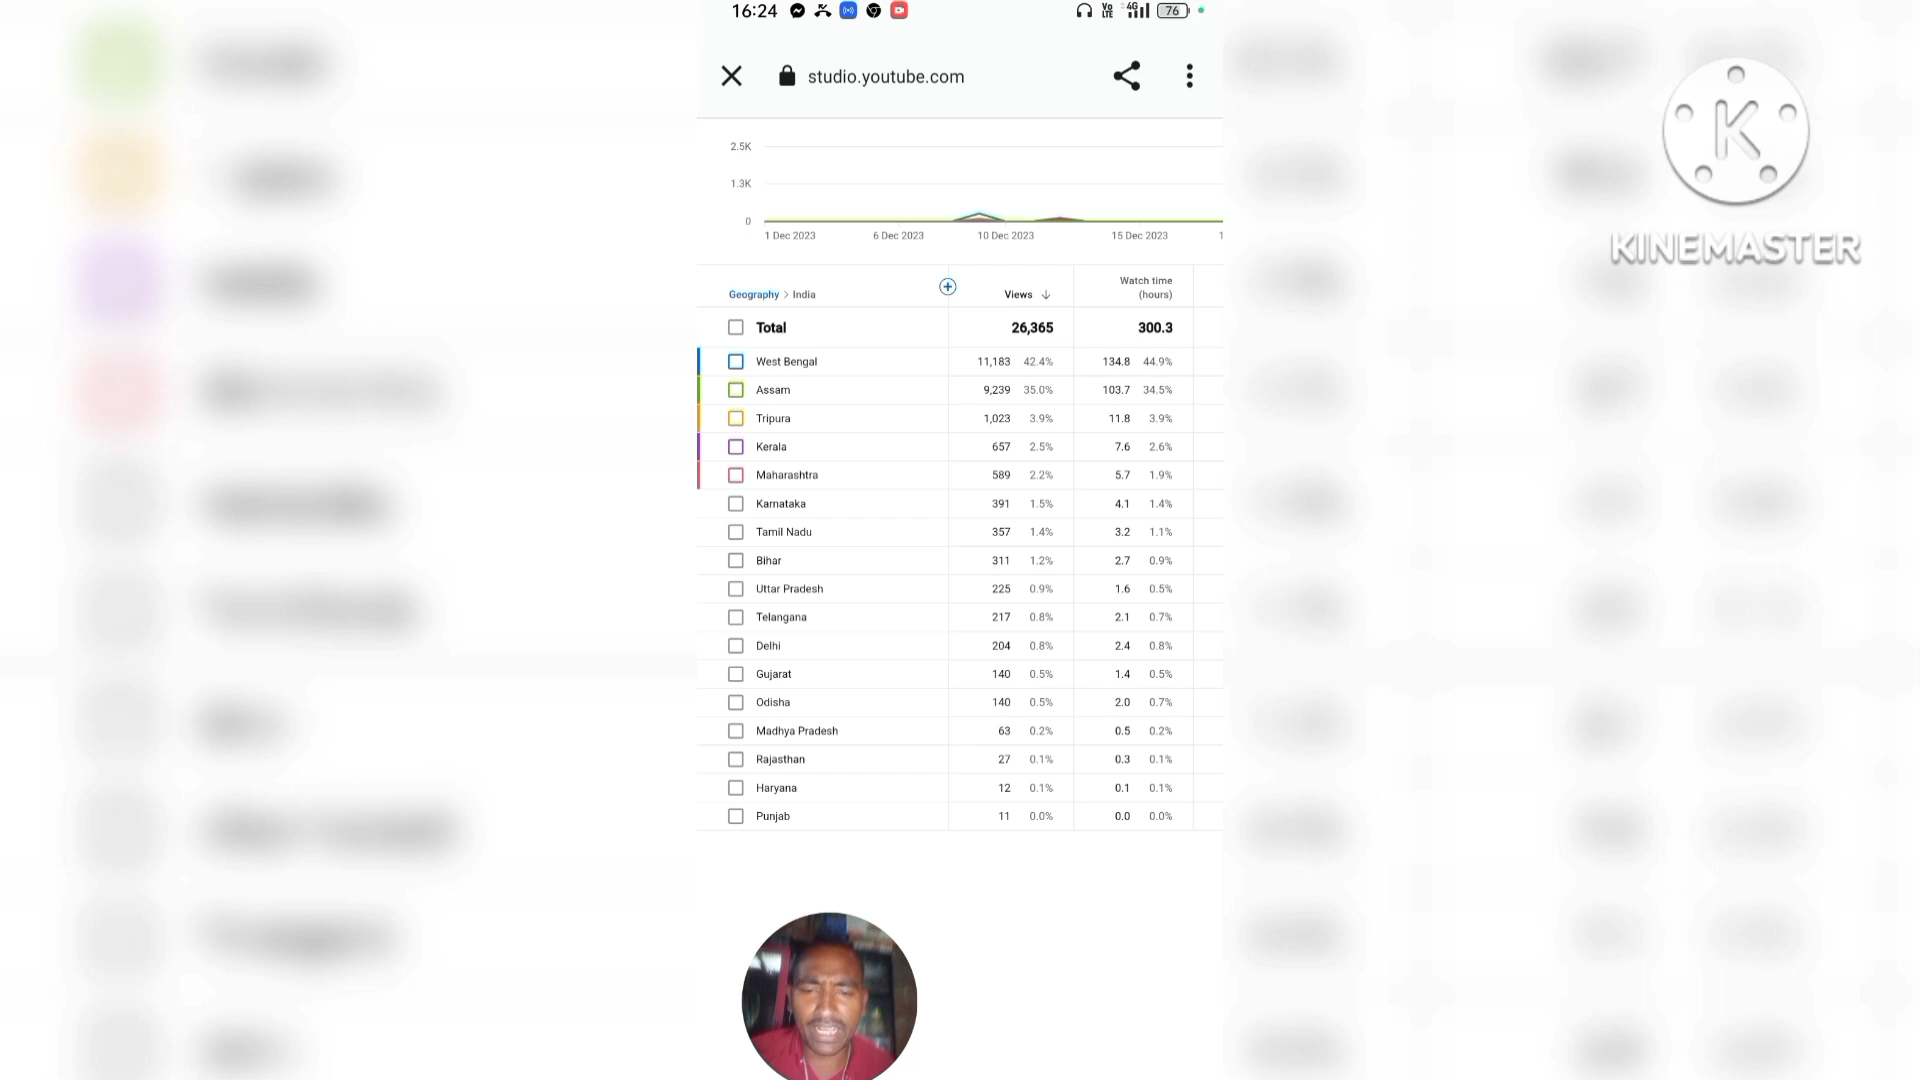 16:24 Vo LTE 4G 76
studio.youtube.com
2.5K
1.3K
0
1 Dec 2023 6 Dec 2023 10 Dec 2023 15 Dec 2023 1
Geography > India Views ↓ Watch time (hours)
Total 26,365 300.3
West Bengal 11,183 42.4% 134.8 44.9%
Assam 9,239 35.0% 103.7 34.5%
Tripura 1,023 3.9% 11.8 3.9%
Kerala 657 2.5% 7.6 2.6%
Maharashtra 589 2.2% 5.7 1.9%
Karnataka 391 1.5% 4.1 1.4%
Tamil Nadu 357 1.4% 3.2 1.1%
Bihar 311 1.2% 2.7 0.9%
Uttar Pradesh 225 0.9% 1.6 0.5%
Telangana 217 0.8% 2.1 0.7%
Delhi 204 0.8% 2.4 0.8%
Gujarat 140 0.5% 1.4 0.5%
Odisha 140 0.5% 2.0 0.7%
Madhya Pradesh 63 0.2% 0.5 0.2%
Rajasthan 27 0.1% 0.3 0.1%
Haryana 12 0.1% 0.1 0.1%
Punjab 11 0.0% 0.0 0.0%
K
KINEMASTER